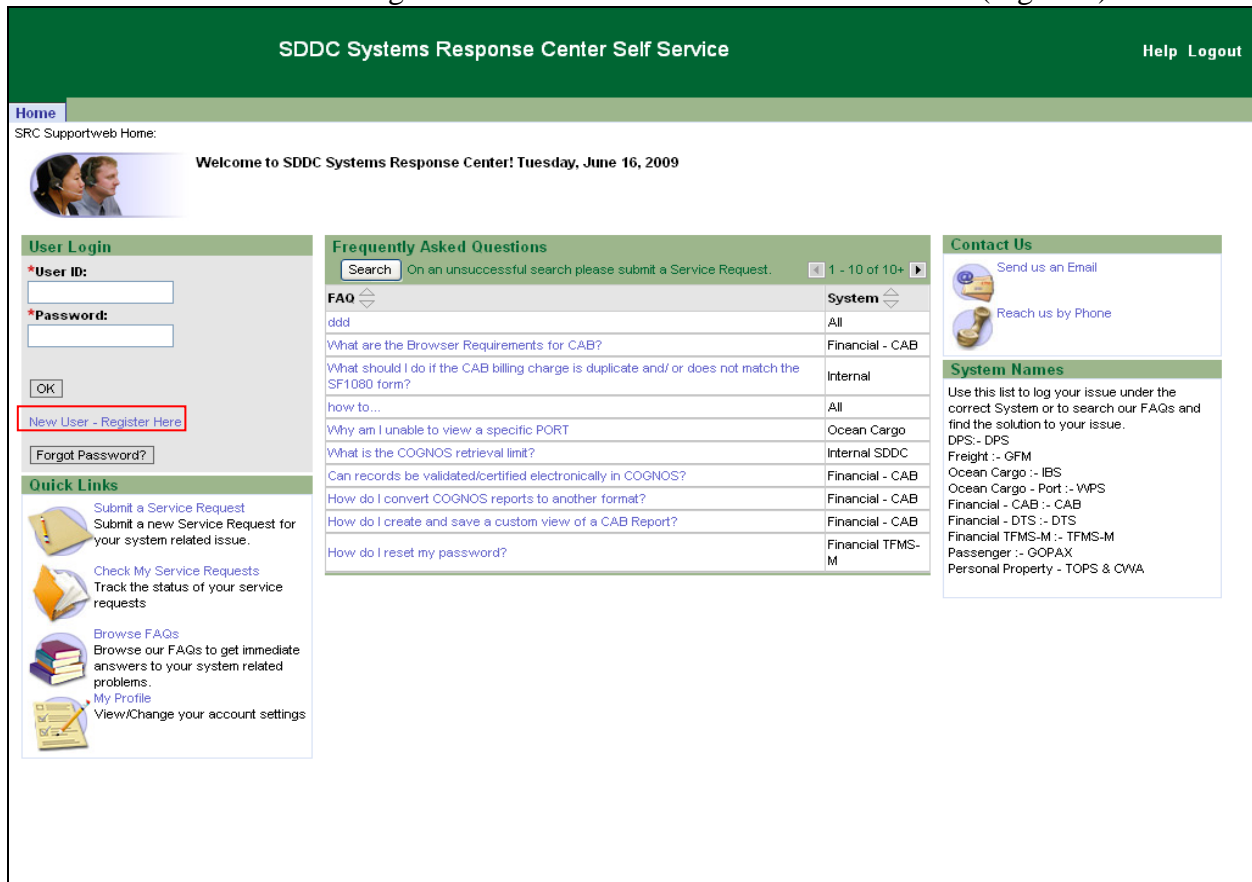 SDDC Systems Response Center Self Service
Help Logout
Home
SRC Supportweb Home:
Welcome to SDDC Systems Response Center! Tuesday, June 16, 2009
User Login
*User ID:
*Password:
OK
New User - Register Here
Forgot Password?
Quick Links
Submit a Service Request
Submit a new Service Request for
your system related issue.
Check My Service Requests
Track the status of your service
requests
Browse FAQs
Browse our FAQs to get immediate
answers to your system related
problems.
My Profile
View/Change your account settings
Frequently Asked Questions
Search On an unsuccessful search please submit a Service Request. 1 - 10 of 10+
FAQ System
ddd All
What are the Browser Requirements for CAB? Financial - CAB
What should I do if the CAB billing charge is duplicate and/ or does not match the
SF1080 form? Internal
how to... All
Why am I unable to view a specific PORT Ocean Cargo
What is the COGNOS retrieval limit? Internal SDDC
Can records be validated/certified electronically in COGNOS? Financial - CAB
How do I convert COGNOS reports to another format? Financial - CAB
How do I create and save a custom view of a CAB Report? Financial - CAB
How do I reset my password? Financial TFMS-
M
Contact Us
Send us an Email
Reach us by Phone
System Names
Use this list to log your issue under the
correct System or to search our FAQs and
find the solution to your issue.
DPS:- DPS
Freight :- GFM
Ocean Cargo :- IBS
Ocean Cargo - Port :- WPS
Financial - CAB :- CAB
Financial - DTS :- DTS
Financial TFMS-M :- TFMS-M
Passenger :- GOPAX
Personal Property - TOPS & CWA